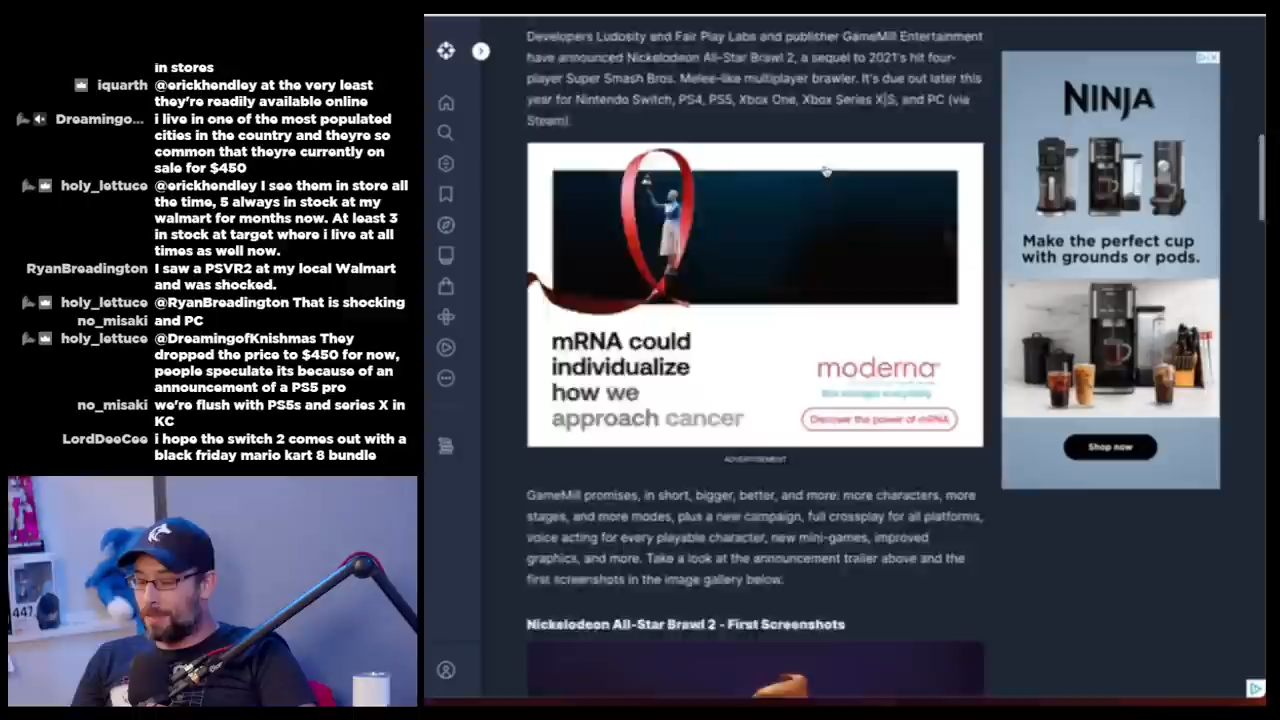 in stores
iquarth @erickhendley at the very least
they're readily available online
Dreamingo... i live in one of the most populated
cities in the country and theyre so
common that theyre currently on
sale for $450
holy_lettuce @erickhendley I see them in store all
the time, 5 always in stock at my
walmart for months now. At least 3
in stock at target where i live at all
times as well now.
RyanBreadington I saw a PSVR2 at my local Walmart
and was shocked.
holy_lettuce @RyanBreadington That is shocking
no_misaki and PC
holy_lettuce @DreamingofKnishmas They
dropped the price to $450 for now,
people speculate its because of an
announcement of a PS5 pro
no_misaki we're flush with PS5s and series X in
KC
LordDeeCee i hope the switch 2 comes out with a
black friday mario kart 8 bundle
447
Developers Ludosity and Fair Play Labs and publisher GameMill Entertainment
have announced Nickelodeon All-Star Brawl 2, a sequel to 2021's hit four-
player Super Smash Bros. Melee-like multiplayer brawler. It's due out later this
year for Nintendo Switch, PS4, PS5, Xbox One, Xbox Series X|S, and PC (via
Steam).
mRNA could
individualize
how we
approach cancer
moderna
Discover the power of mRNA
ADVERTISEMENT
GameMill promises, in short, bigger, better, and more: more characters, more
stages, and more modes, plus a new campaign, full crossplay for all platforms,
voice acting for every playable character, new mini-games, improved
graphics, and more. Take a look at the announcement trailer above and the
first screenshots in the image gallery below.
Nickelodeon All-Star Brawl 2 - First Screenshots
NINJA
Make the perfect cup
with grounds or pods.
Shop now